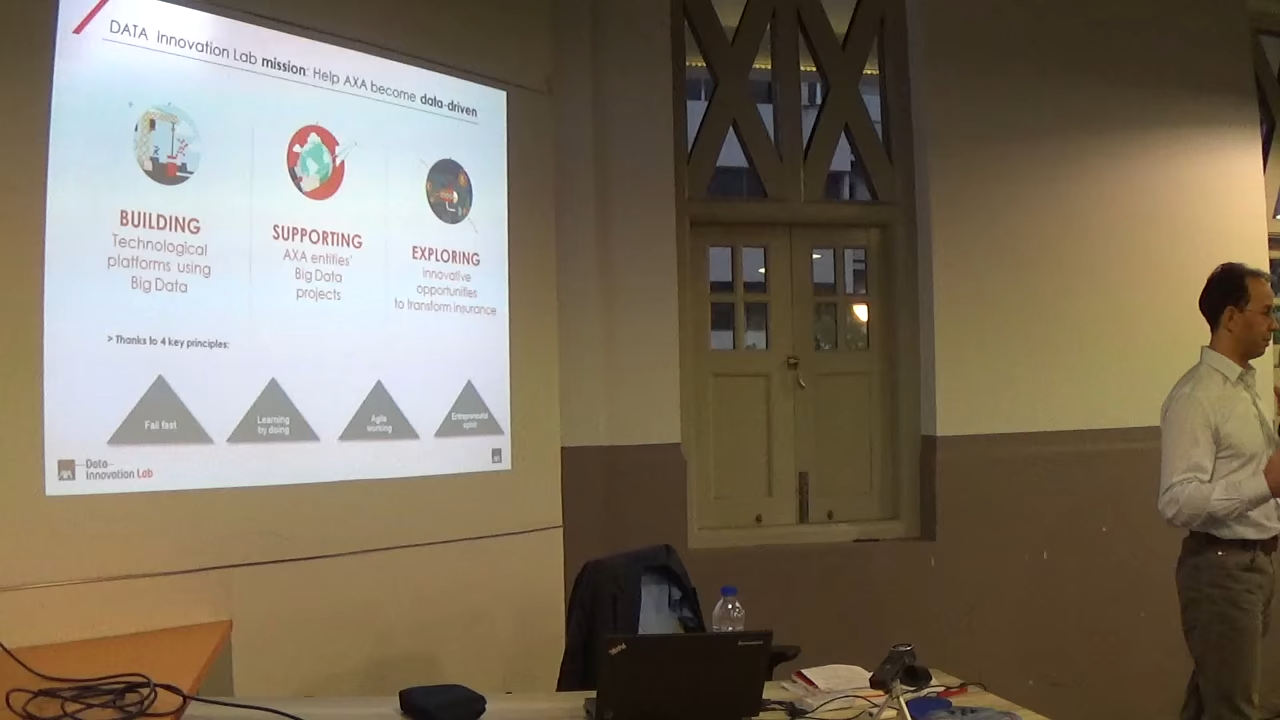 DATA Innovation Lab mission: Help AXA become data-driven
BUILDING
Technological
platforms using
Big Data
SUPPORTING
AXA entities'
Big Data
projects
EXPLORING
innovative
opportunities
to transform insurance
> Thanks to 4 key principles:
Fail fast
Learning
by doing
Agile
working
Entrepreneurial
spirit
AXA
Data
Innovation Lab
ThinkPad
lenovo